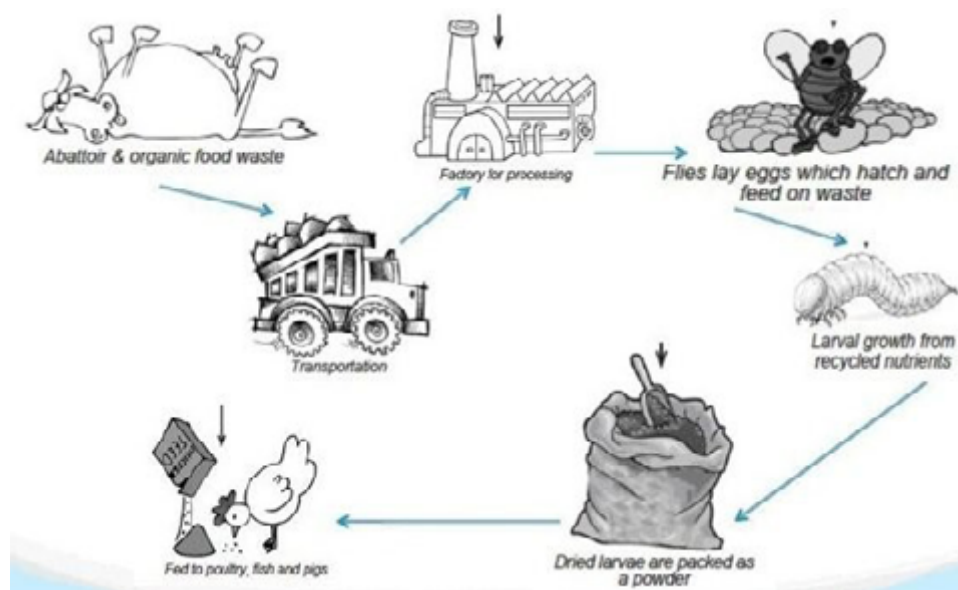 Abattoir & organic food waste
Transportation
Factory for processing
Flies lay eggs which hatch and
feed on waste
Larval growth from
recycled nutrients
Dried larvae are packed as
a powder
FEED
Fed to poultry, fish and pigs